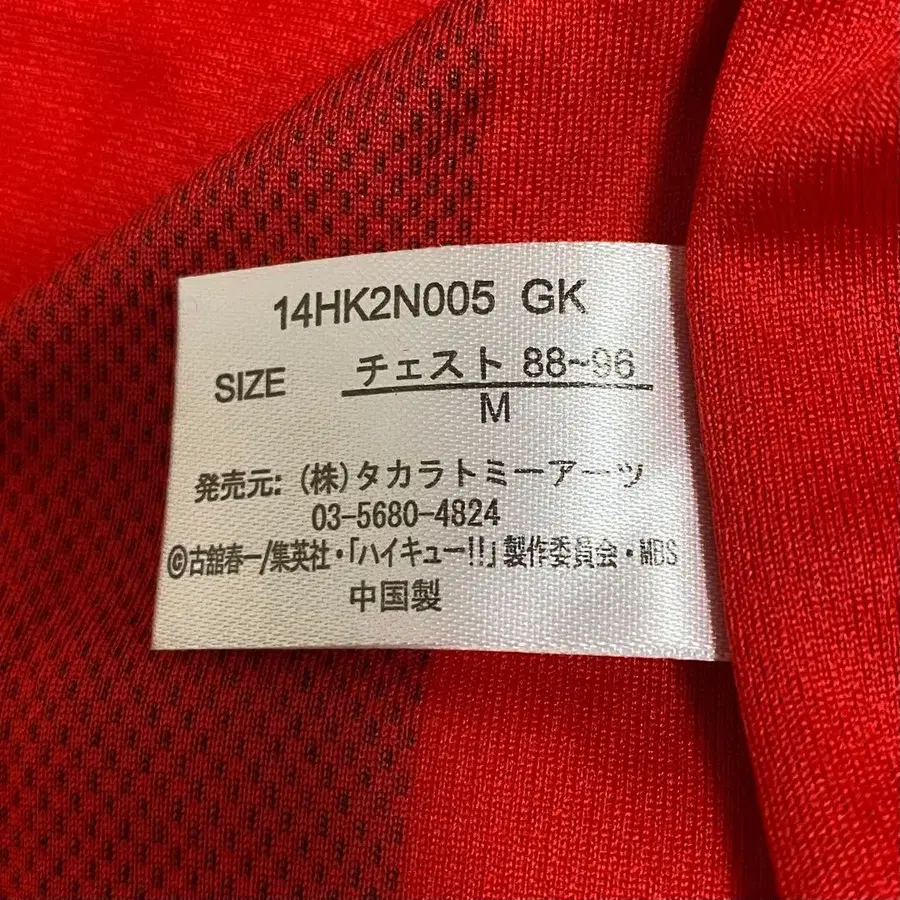 14HK2N005 GK
SIZE チェスト 88~96
M
発売元: (株)タカラトミーアーツ
03-5680-4824
©古舘春一/集英社・「ハイキュー!!」製作委員会・MBS
中国製